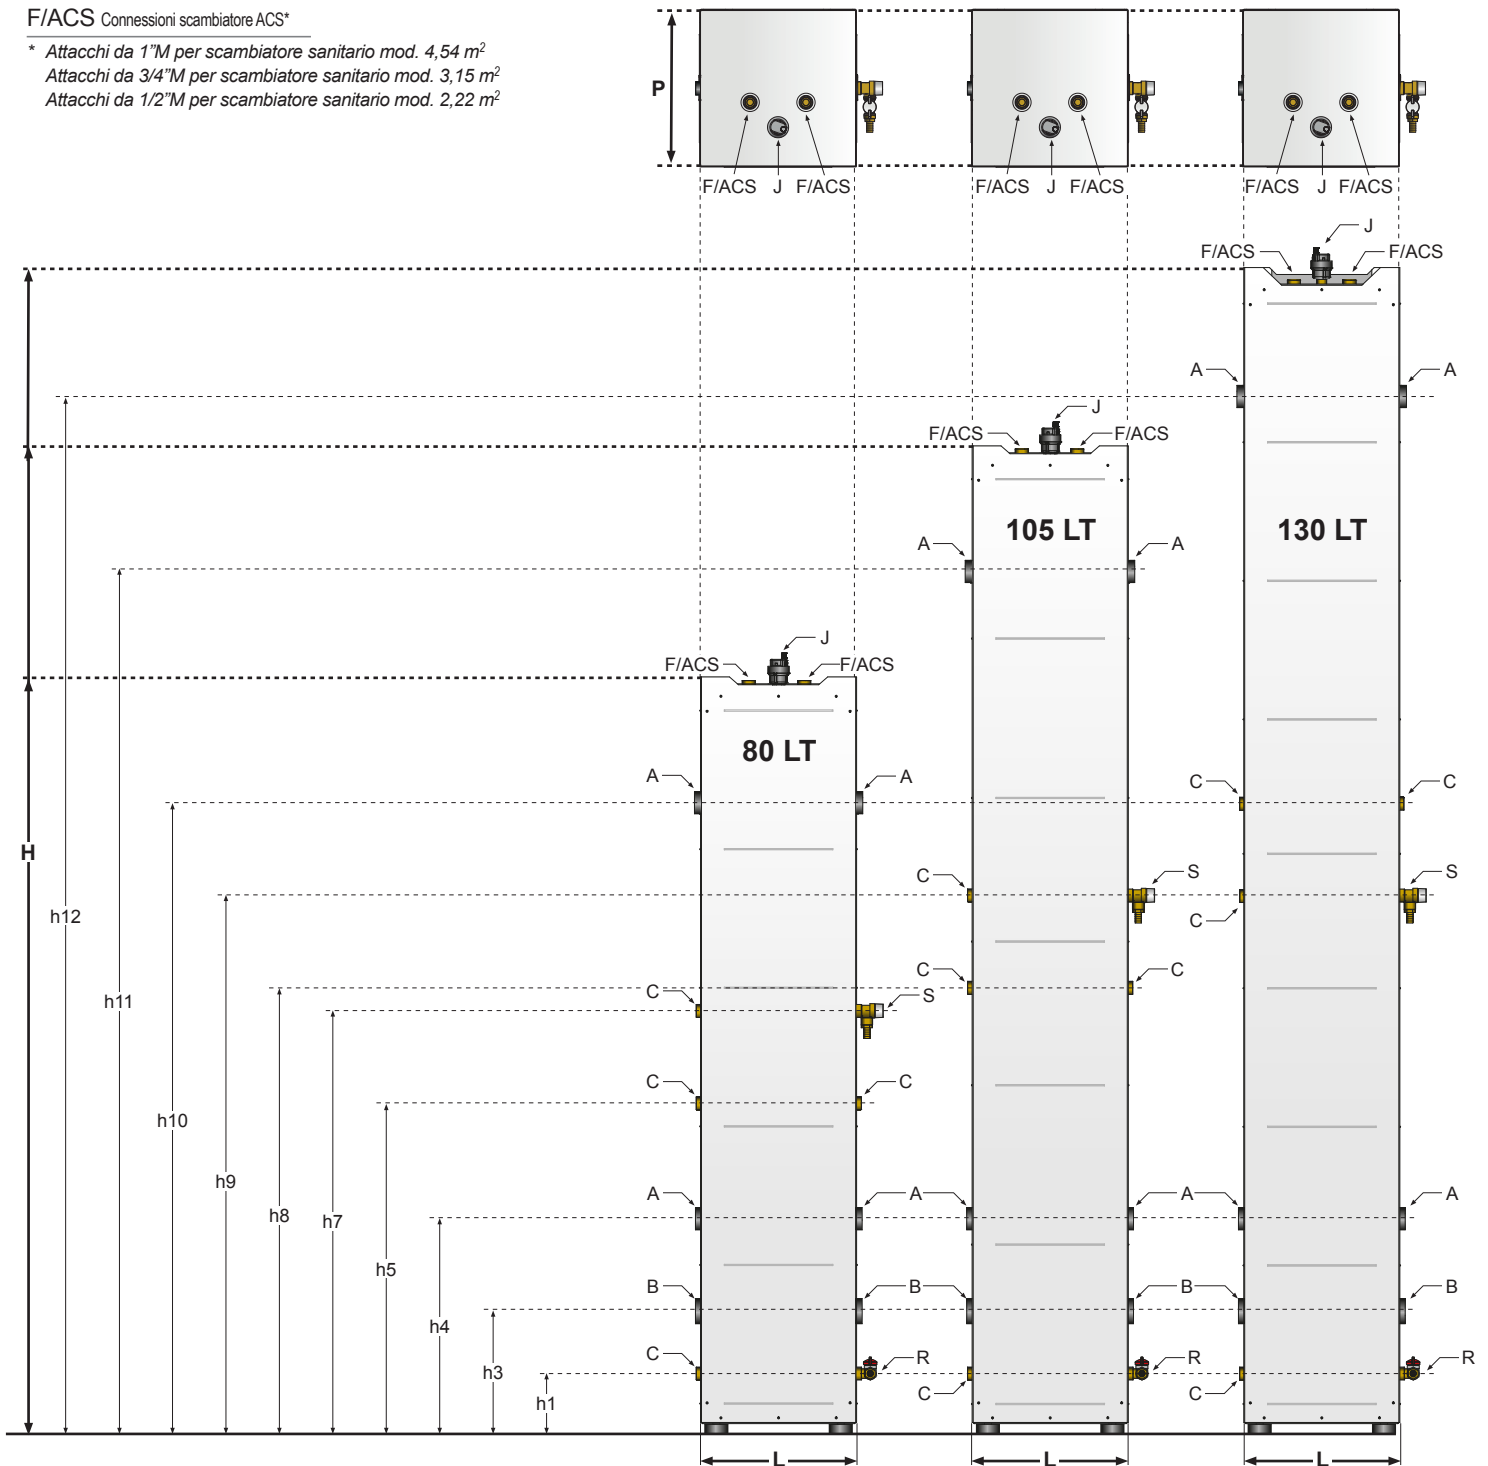 F/ACS Connessioni scambiatore ACS*
* Attacchi da 1”M per scambiatore sanitario mod. 4,54 m²
Attacchi da 3/4”M per scambiatore sanitario mod. 3,15 m²
Attacchi da 1/2”M per scambiatore sanitario mod. 2,22 m²
P
F/ACS J F/ACS F/ACS J F/ACS F/ACS J F/ACS
J
F/ACS F/ACS
A A
J
F/ACS F/ACS
105 LT 130 LT
A A
J
F/ACS F/ACS
80 LT
A A
C C
H
C S S
h12
C
C C
h11
C S
C C
h10
h9
A A A A
h8
h7
h5
B B B B
h4
C R R R
h3
C C
h1
L L L